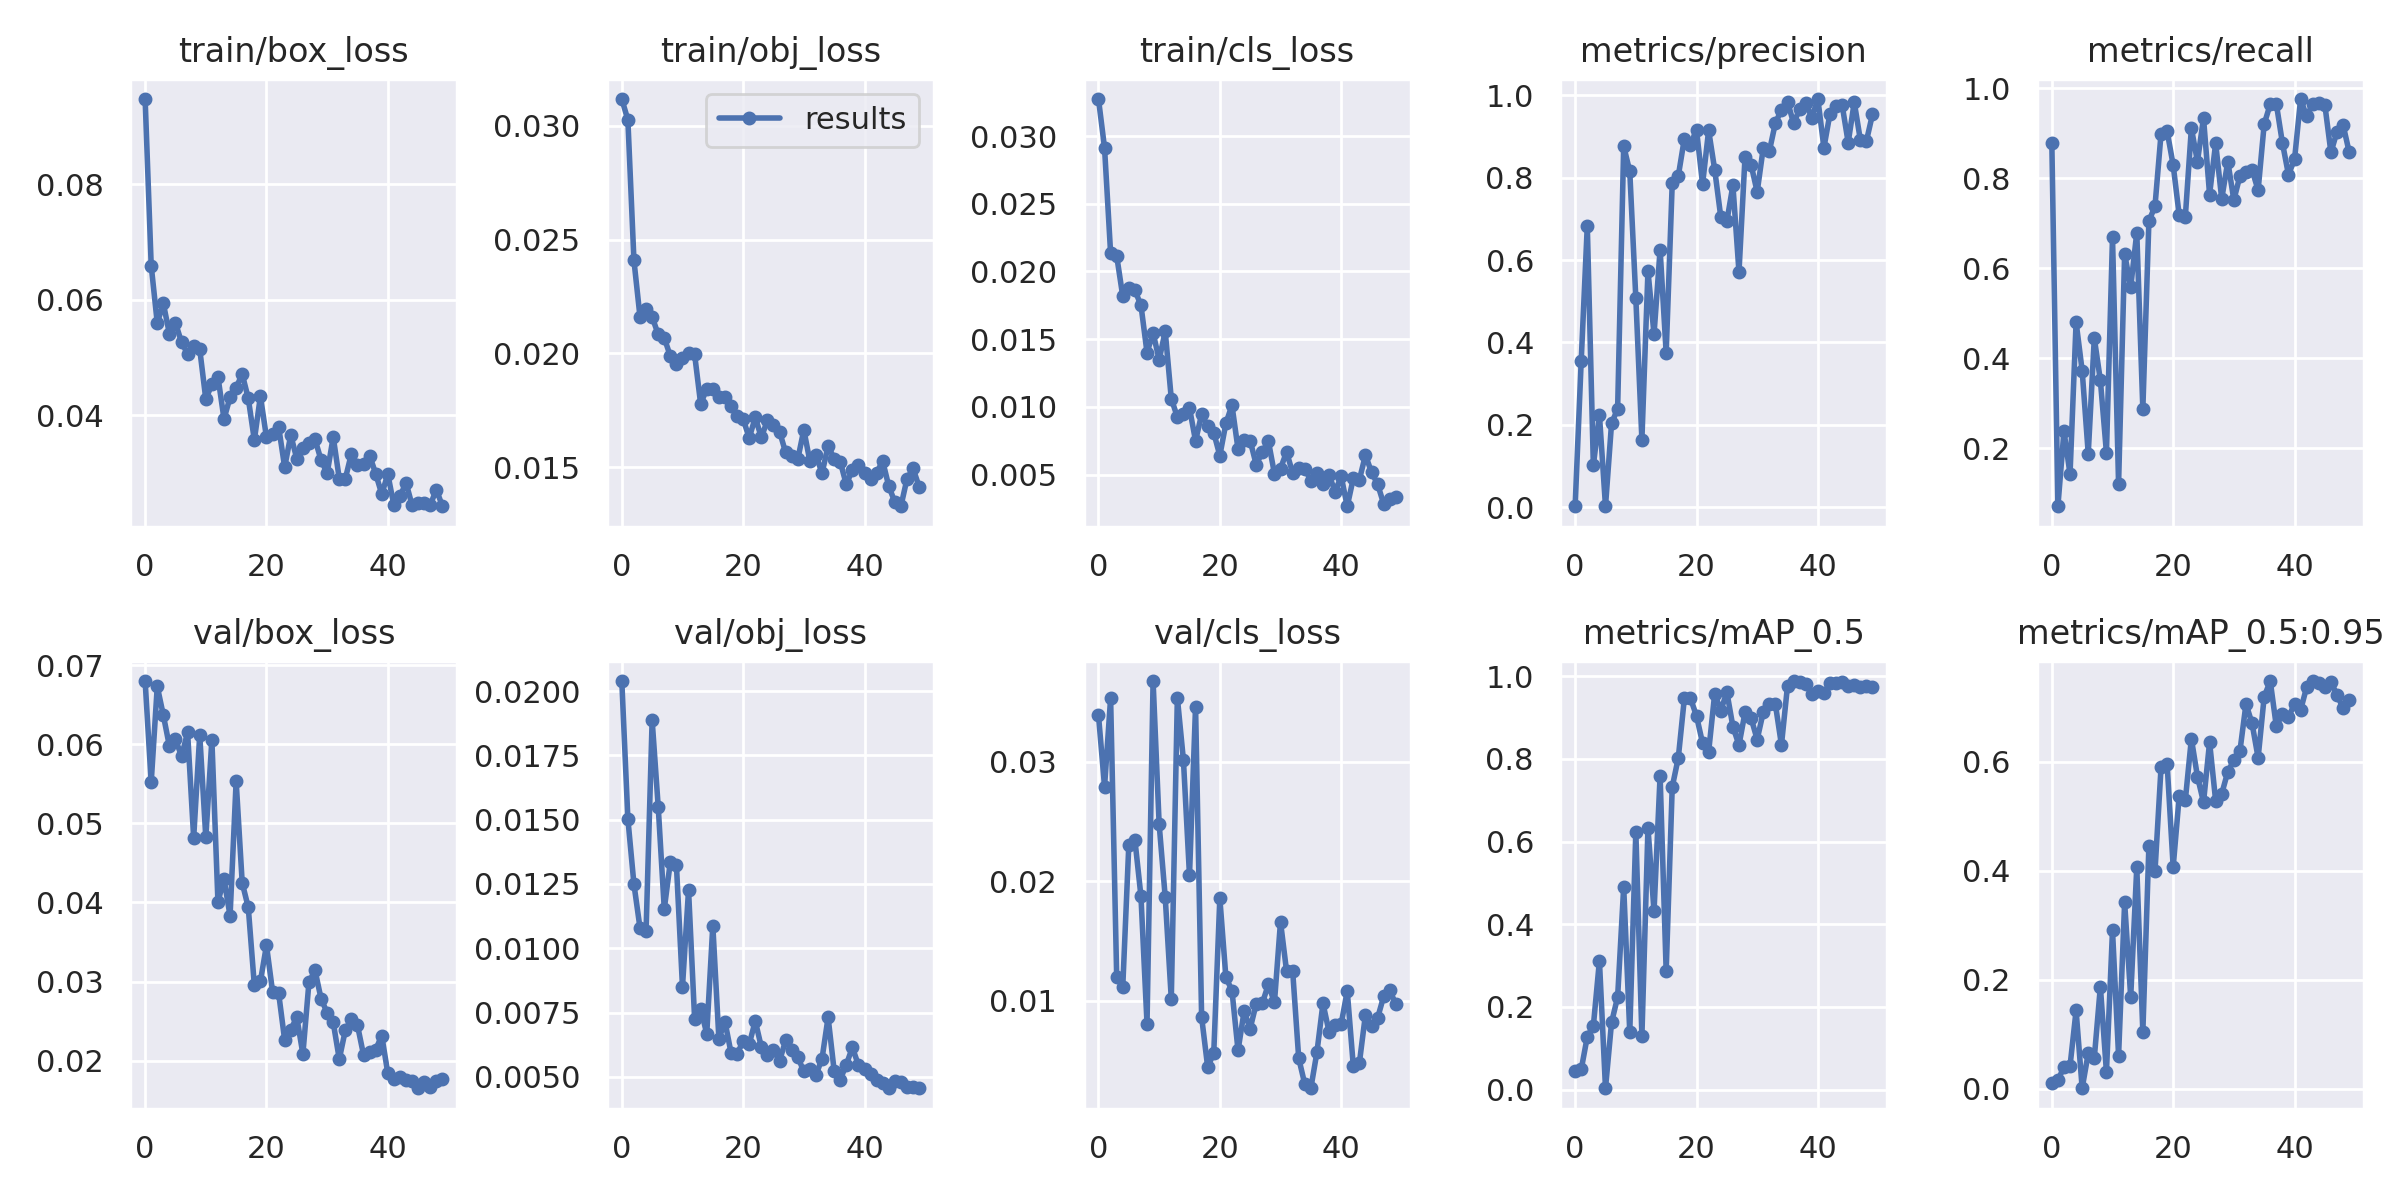 train/box_loss
0.08
0.06
0.04
0 20 40
train/obj_loss
results
0.030
0.025
0.020
0.015
0 20 40
train/cls_loss
0.030
0.025
0.020
0.015
0.010
0.005
0 20 40
metrics/precision
1.0
0.8
0.6
0.4
0.2
0.0
0 20 40
metrics/recall
1.0
0.8
0.6
0.4
0.2
0 20 40
val/box_loss
0.07
0.06
0.05
0.04
0.03
0.02
0 20 40
val/obj_loss
0.0200
0.0175
0.0150
0.0125
0.0100
0.0075
0.0050
0 20 40
val/cls_loss
0.03
0.02
0.01
0 20 40
metrics/mAP_0.5
1.0
0.8
0.6
0.4
0.2
0.0
0 20 40
metrics/mAP_0.5:0.95
0.6
0.4
0.2
0.0
0 20 40